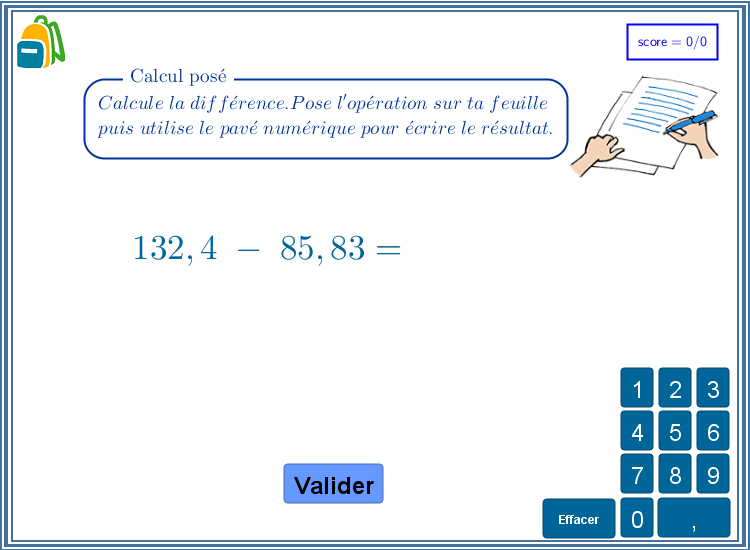 score = 0/0
Calcul posé
Calcule la différence.Pose l'opération sur ta feuille
puis utilise le pavé numérique pour écrire le résultat.
132,4 − 85,83 =
1 2 3
4 5 6
7 8 9
Valider
Effacer 0 ,